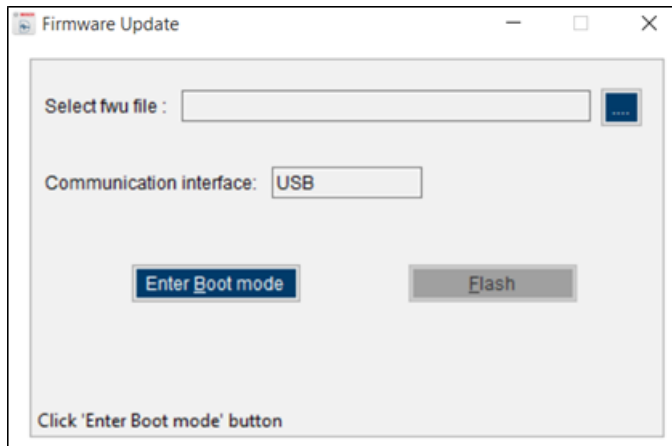 Firmware Update
Select fwu file :
....
Communication interface: USB
Enter Boot mode Flash
Click 'Enter Boot mode' button